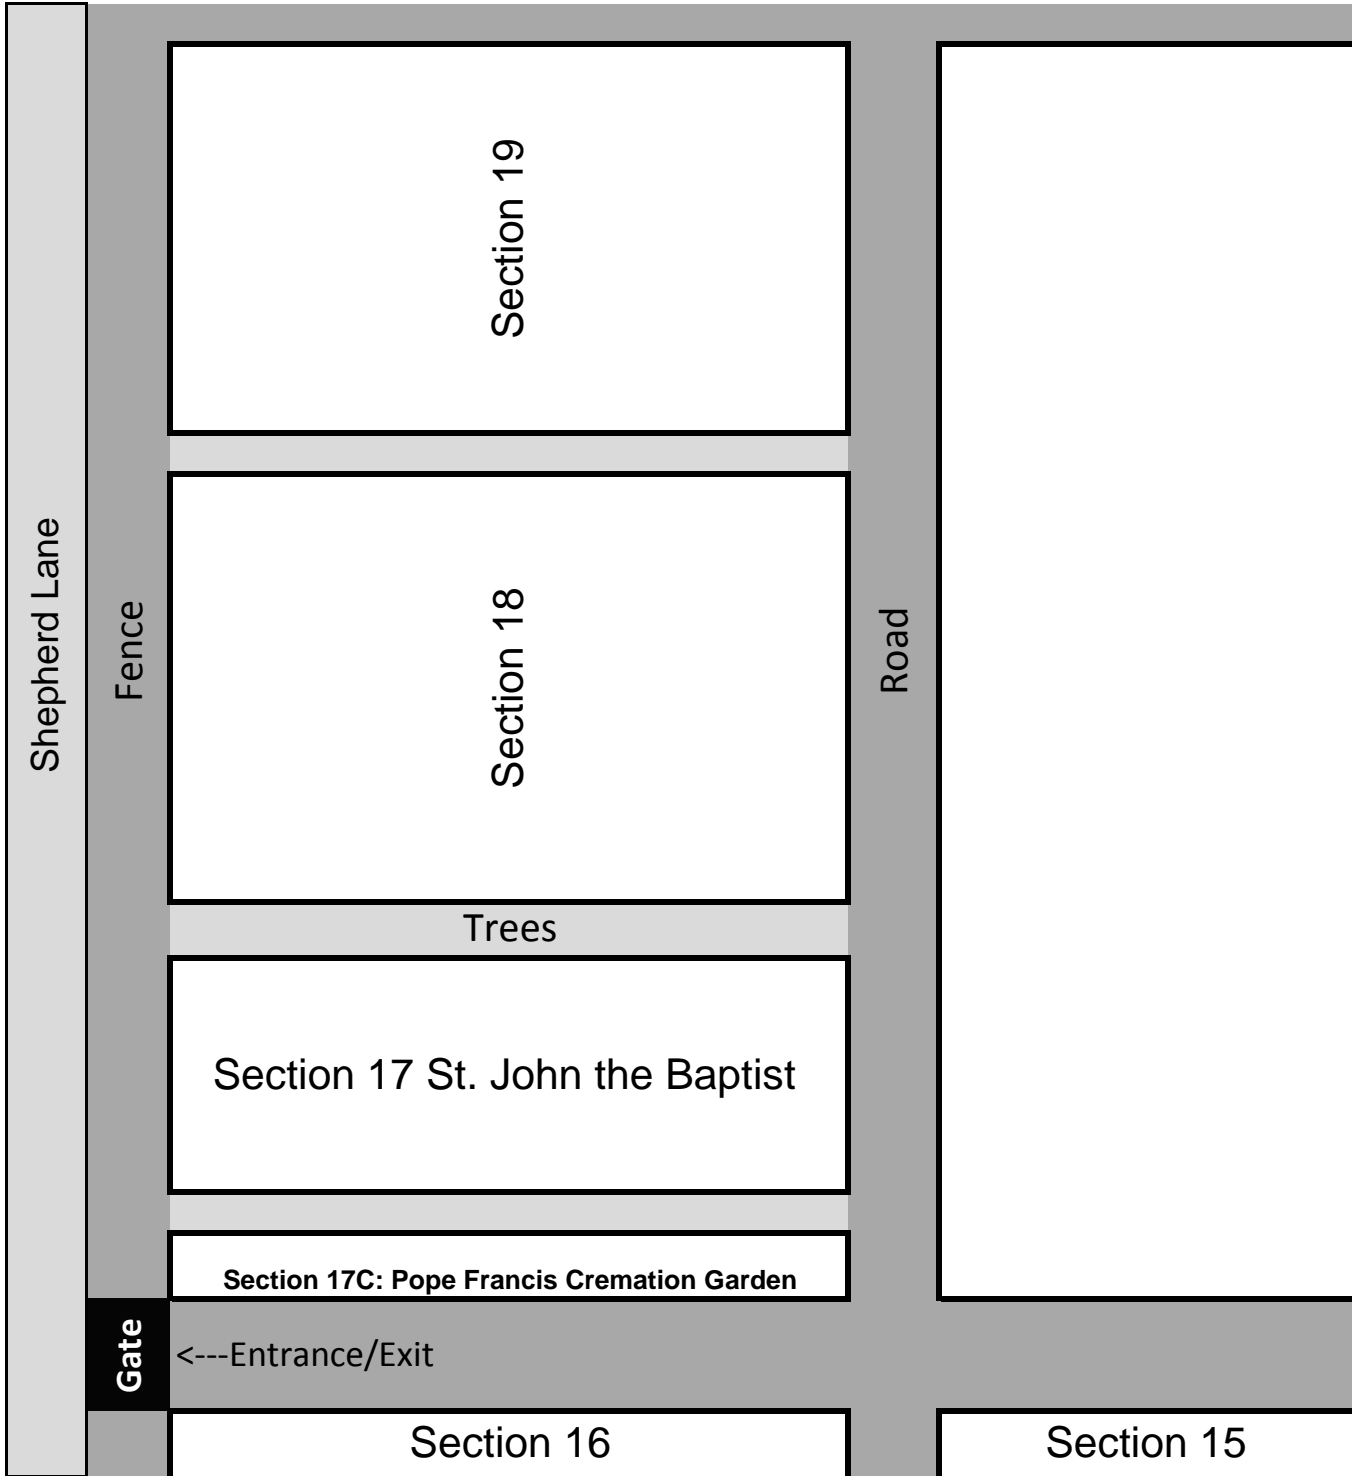 Section 19
Shepherd Lane
Fence
Section 18
Road
Trees
Section 17 St. John the Baptist
Section 17C: Pope Francis Cremation Garden
Gate
<---Entrance/Exit
Section 16
Section 15